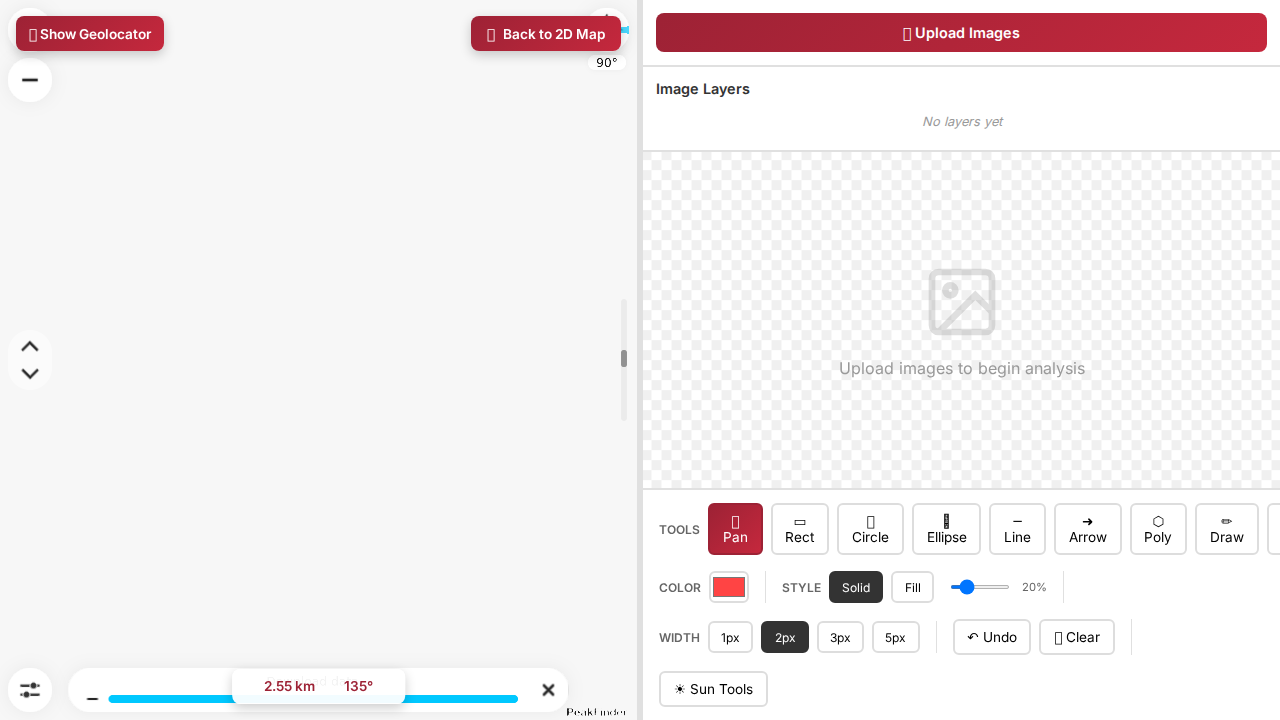 Show Geolocator
Back to 2D Map
90°
2.55 km 135°
PeakFinder
Upload Images
Image Layers
No layers yet
Upload images to begin analysis
TOOLS Pan Rect Circle Ellipse Line Arrow Poly Draw
COLOR STYLE Solid Fill 20%
WIDTH 1px 2px 3px 5px Undo Clear
Sun Tools